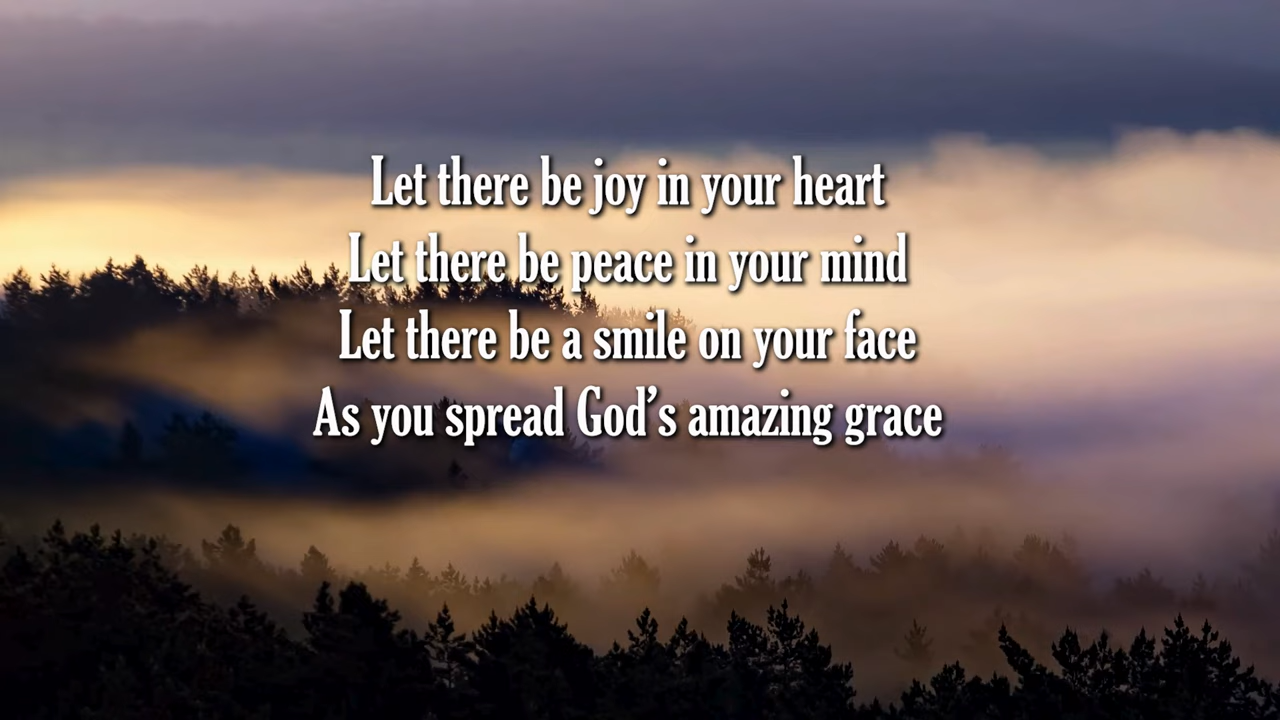 Let there be joy in your heart
Let there be peace in your mind
Let there be a smile on your face
As you spread God’s amazing grace